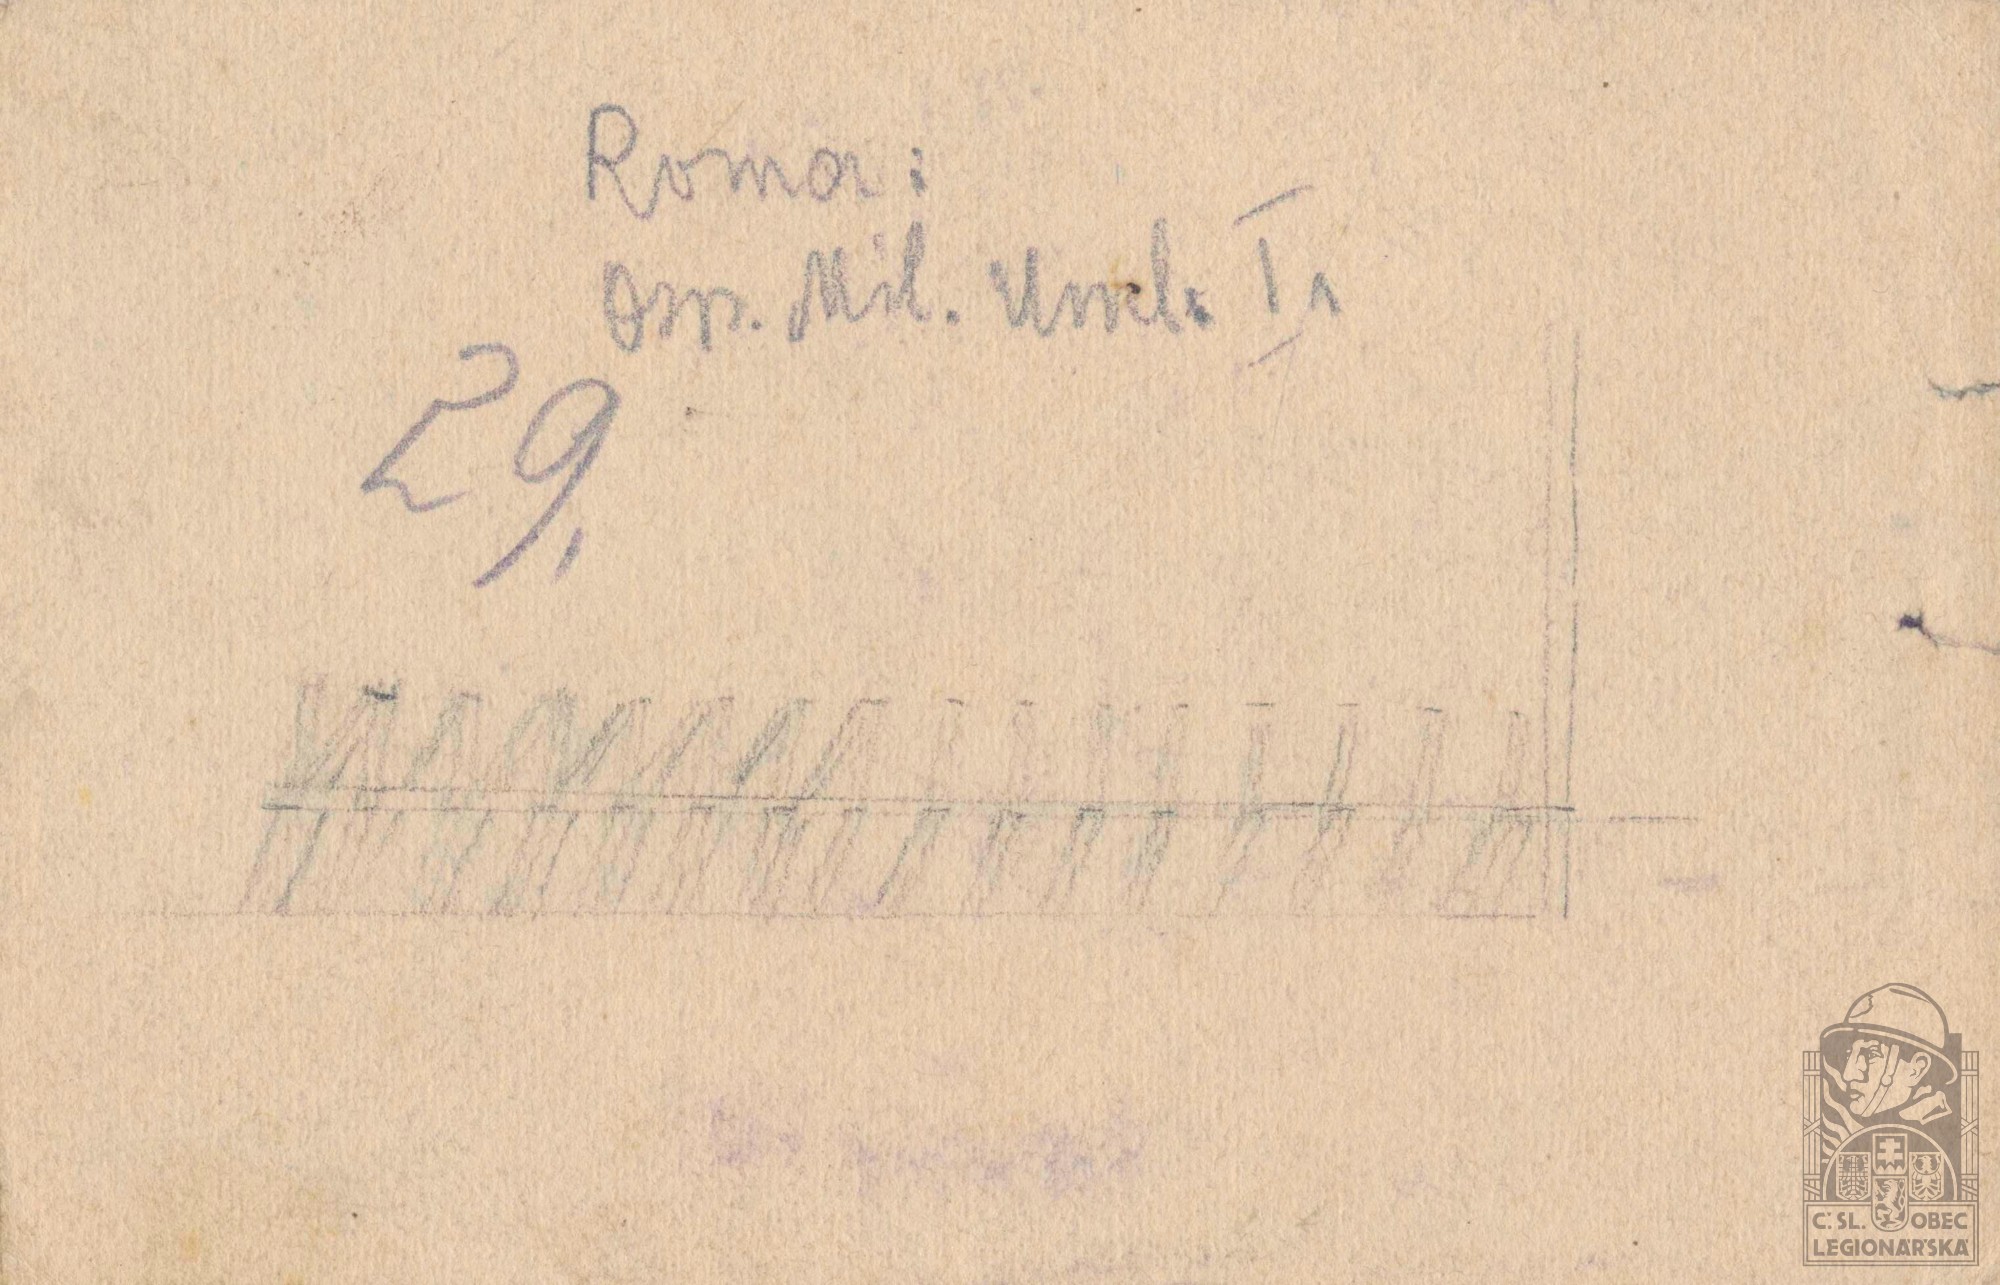 Roma:
Osp. Mil. I.
29.
Č. SL. OBEC
LEGIONÁŘSKÁ